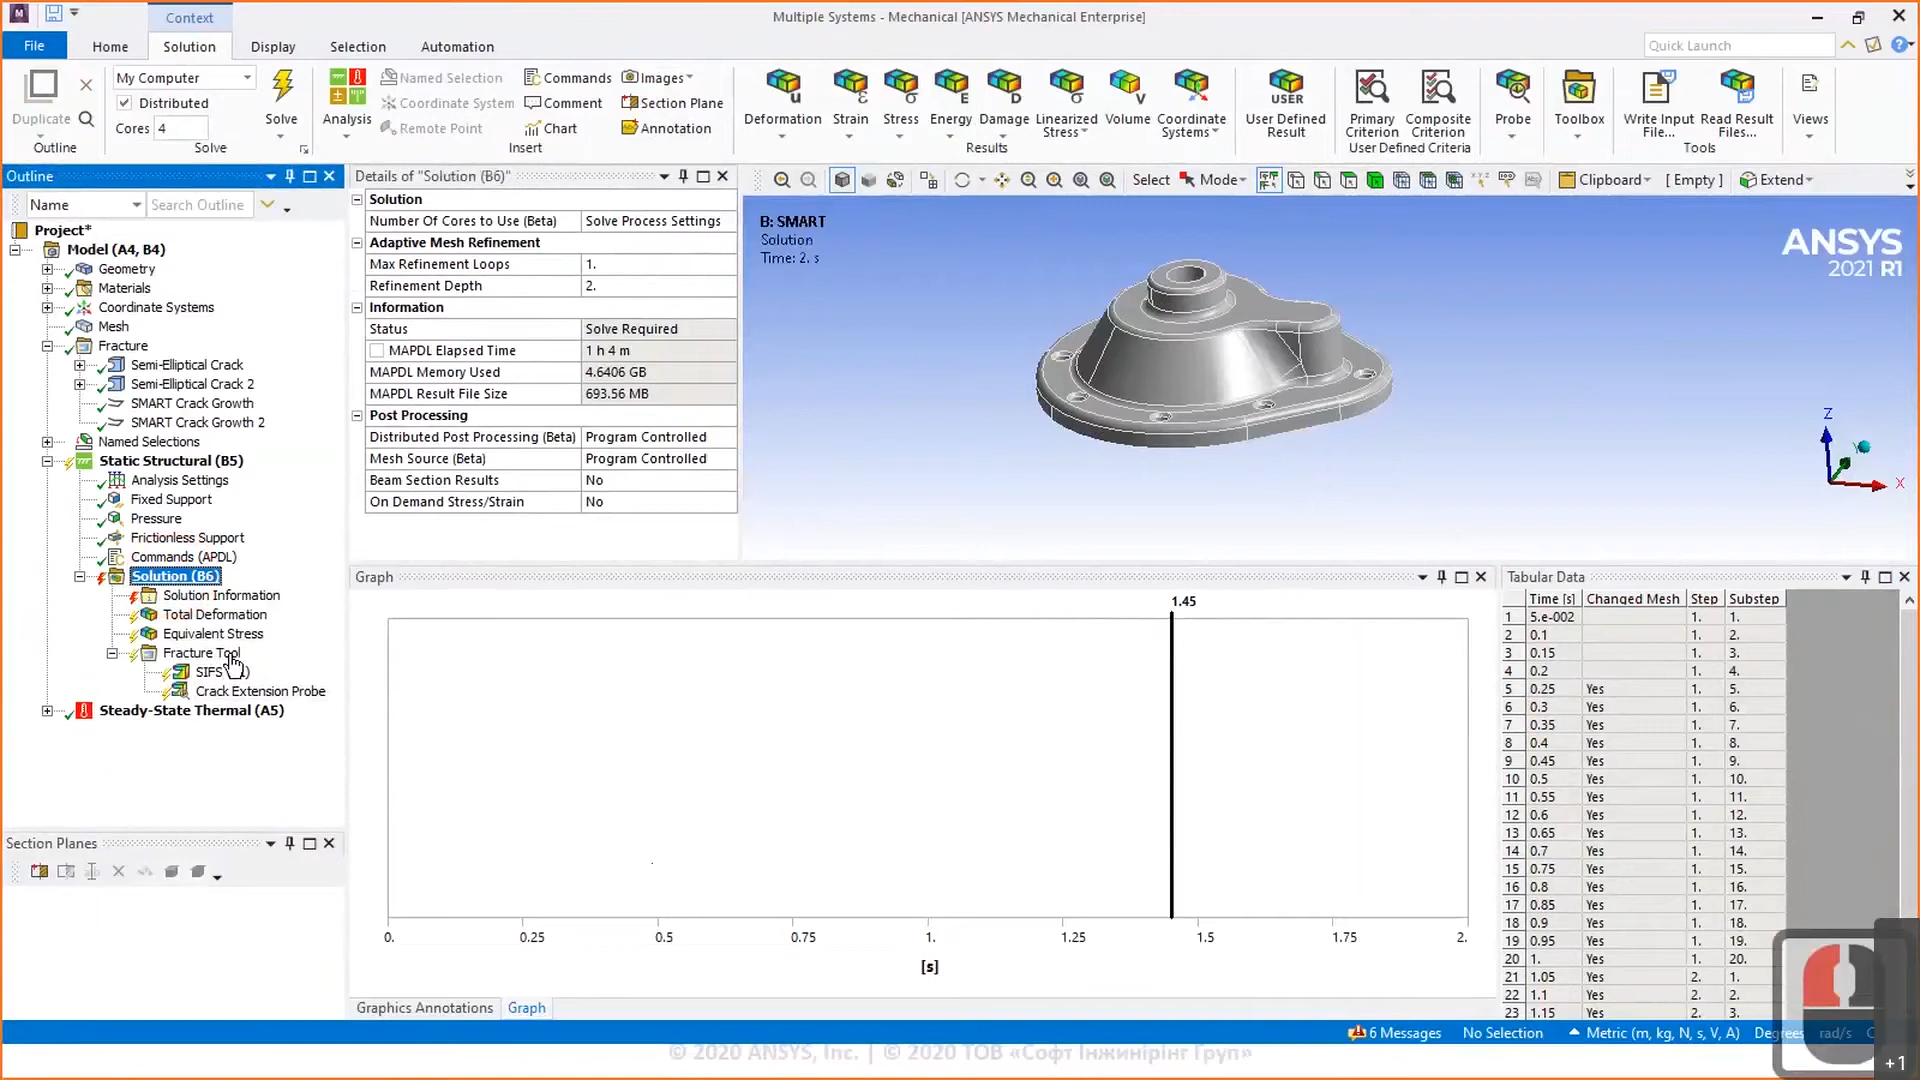 Context
Multiple Systems - Mechanical [ANSYS Mechanical Enterprise]
File Home Solution Display Selection Automation
Quick Launch
Duplicate
Outline
My Computer
Distributed
Cores 4
Solve
Solve
Analysis
Named Selection
Coordinate System
Remote Point
Commands
Comment
Chart
Images
Section Plane
Annotation
Insert
Deformation
Strain
Stress
Energy
Damage
Linearized Stress
Volume
Coordinate Systems
Results
USER
User Defined Result
Primary Criterion
Composite Criterion
User Defined Criteria
Probe
Toolbox
Write Input File...
Read Result Files...
Tools
Views
Outline
Name Search Outline
Project*
Model (A4, B4)
Geometry
Materials
Coordinate Systems
Mesh
Fracture
Semi-Elliptical Crack
Semi-Elliptical Crack 2
SMART Crack Growth
SMART Crack Growth 2
Named Selections
Static Structural (B5)
Analysis Settings
Fixed Support
Pressure
Frictionless Support
Commands (APDL)
Solution (B6)
Solution Information
Total Deformation
Equivalent Stress
Fracture Tool
SIFS
Crack Extension Probe
Steady-State Thermal (A5)
Section Planes
Details of "Solution (B6)"
Solution
Number Of Cores to Use (Beta) Solve Process Settings
Adaptive Mesh Refinement
Max Refinement Loops 1.
Refinement Depth 2.
Information
Status Solve Required
MAPDL Elapsed Time 1 h 4 m
MAPDL Memory Used 4.6406 GB
MAPDL Result File Size 693.56 MB
Post Processing
Distributed Post Processing (Beta) Program Controlled
Mesh Source (Beta) Program Controlled
Beam Section Results No
On Demand Stress/Strain No
Select Mode Clipboard [ Empty ] Extend
B: SMART
Solution
Time: 2. s
ANSYS
2021 R1
Z
X
Graph
1.45
0. 0.25 0.5 0.75 1. 1.25 1.5 1.75 2.
[s]
Graphics Annotations Graph
Tabular Data
Time [s] Changed Mesh Step Substep
1 5.e-002 1. 1.
2 0.1 1. 2.
3 0.15 1. 3.
4 0.2 1. 4.
5 0.25 Yes 1. 5.
6 0.3 Yes 1. 6.
7 0.35 Yes 1. 7.
8 0.4 Yes 1. 8.
9 0.45 Yes 1. 9.
10 0.5 Yes 1. 10.
11 0.55 Yes 1. 11.
12 0.6 Yes 1. 12.
13 0.65 Yes 1. 13.
14 0.7 Yes 1. 14.
15 0.75 Yes 1. 15.
16 0.8 Yes 1. 16.
17 0.85 Yes 1. 17.
18 0.9 Yes 1. 18.
19 0.95 Yes 1. 19.
20 1. Yes 1. 20.
21 1.05 Yes 2. 1.
22 1.1 Yes 2. 2.
23 1.15 Yes 2. 3.
6 Messages No Selection Metric (m, kg, N, s, V, A) Degrees rad/s
© 2020 ANSYS, Inc. | © 2020 ТОВ «Софт Інжинірінг Груп»
+1